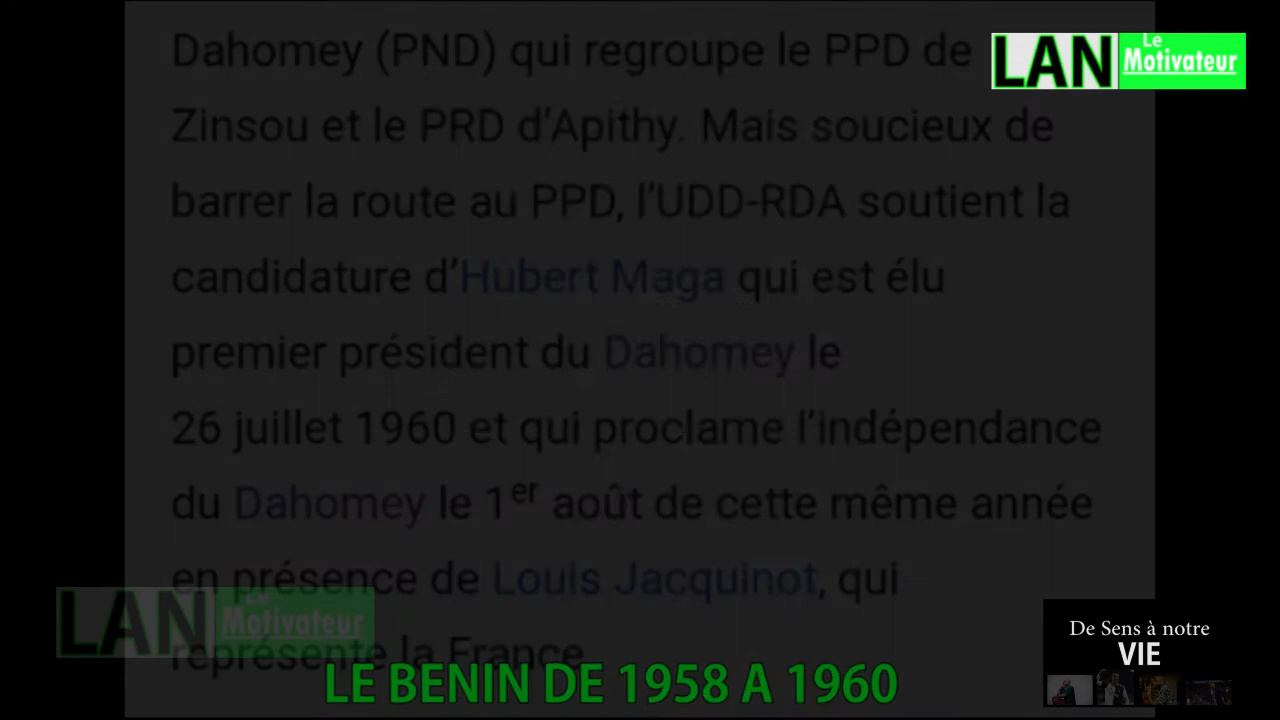 Dahomey (PND) qui regroupe le PPD de
Zinsou et le PRD d'Apithy. Mais soucieux de
barrer la route au PPD, l'UDD-RDA soutient la
candidature d'Hubert Maga qui est élu
premier président du Dahomey le
26 juillet 1960 et qui proclame l'indépendance
du Dahomey le 1er août de cette même année
en présence de Louis Jacquinot, qui
représente la France.
LAN Le Motivateur
LAN Le Motivateur
LE BENIN DE 1958 A 1960
De Sens à notre
VIE